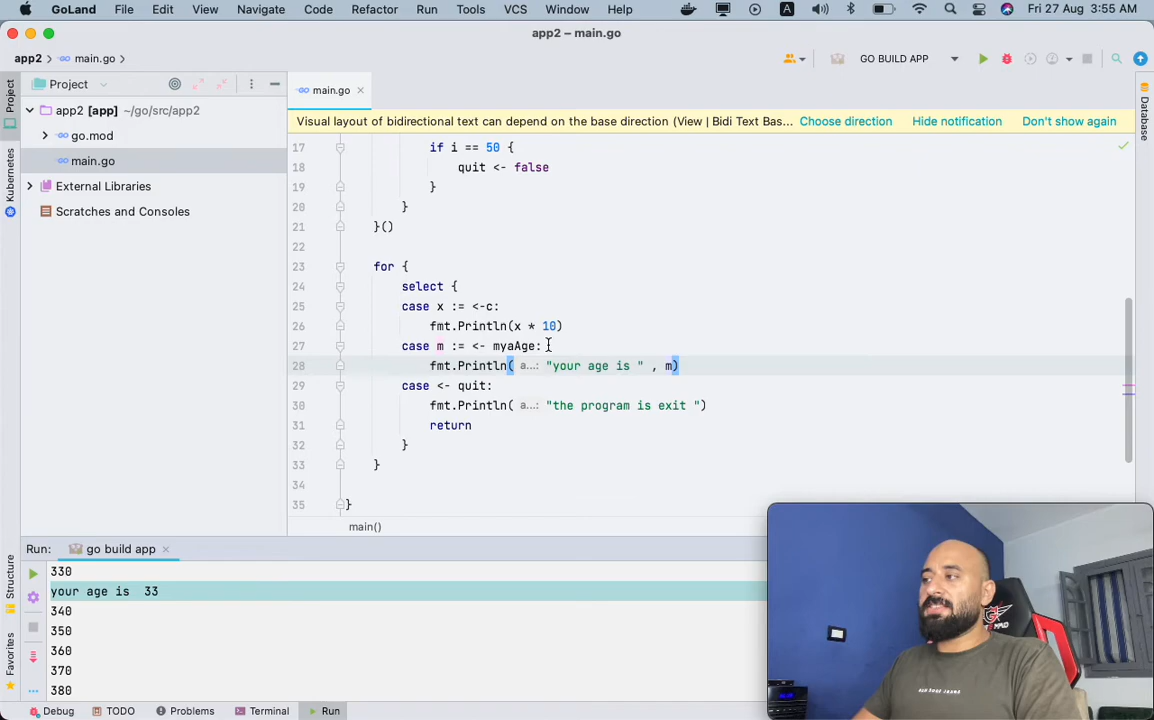 GoLand File Edit View Navigate Code Refactor Run Tools VCS Window Help A Fri 27 Aug 3:55 AM
app2 – main.go
app2 main.go GO BUILD APP
Project main.go
app2 [app] ~/go/src/app2
Visual layout of bidirectional text can depend on the base direction (View | Bidi Text Bas... Choose direction Hide notification Don't show again
go.mod
main.go
External Libraries
Scratches and Consoles
Project
Kubernetes
Structure
Favorites
Database
17 if i == 50 {
18 quit <- false
19 }
20 }
21 }()
22
23 for {
24 select {
25 case x := <-c:
26 fmt.Println(x * 10)
27 case m := <- myaAge:
28 fmt.Println( a...: "your age is " , m)
29 case <- quit:
30 fmt.Println( a...: "the program is exit ")
31 return
32 }
33 }
34
35 }
main()
Run: go build app
330
your age is  33
340
350
360
370
380
Debug TODO Problems Terminal Run